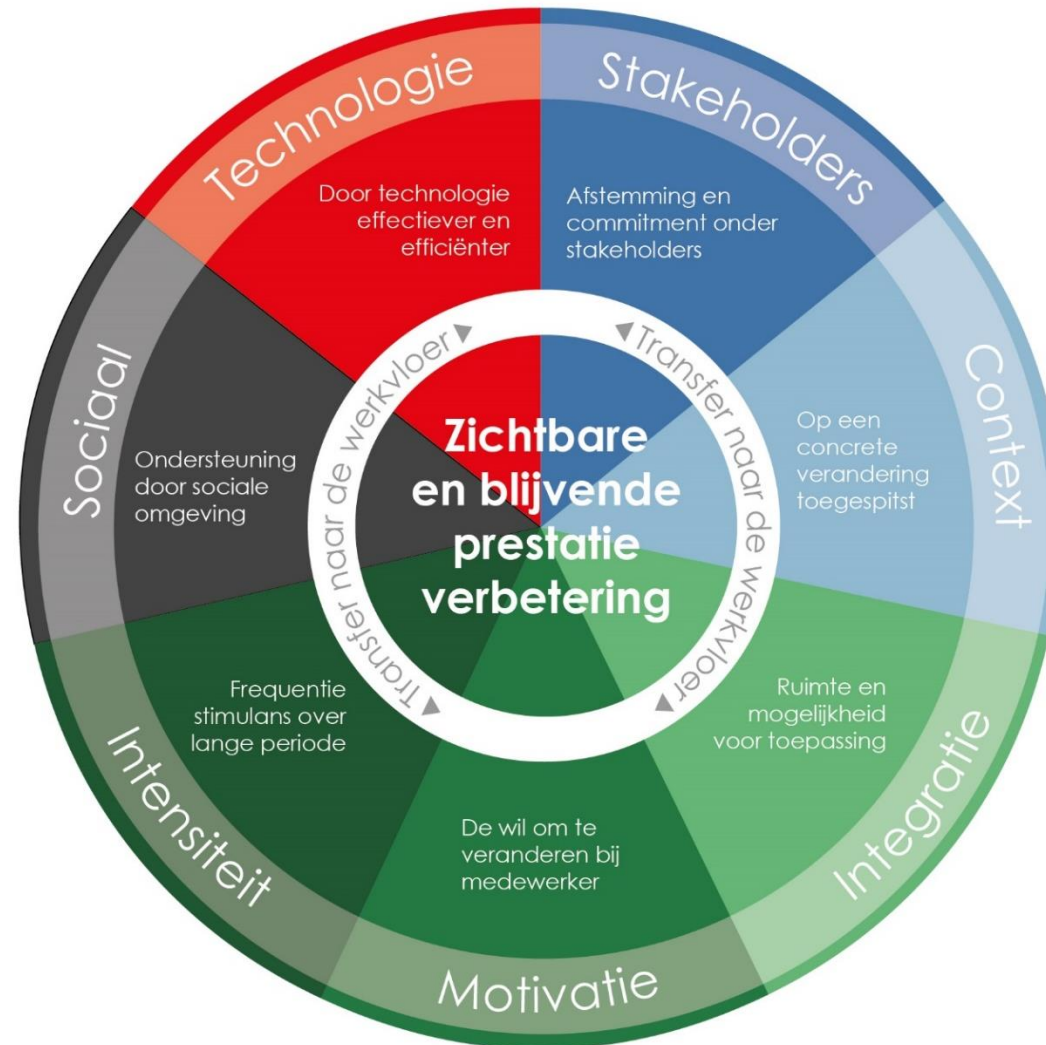 Technologie
Door technologie
effectiever en
efficiënter
Stakeholders
Afstemming en
commitment onder
stakeholders
Context
Op een
concrete
verandering
toegespitst
Integratie
Ruimte en
mogelijkheid
voor toepassing
Motivatie
De wil om te
veranderen bij
medewerker
Intensiteit
Frequentie
stimulans over
lange periode
Sociaal
Ondersteuning
door sociale
omgeving
◀Transfer naar de werkvloer▶
◀Transfer naar de werkvloer▶
Zichtbare
en blijvende
prestatie
verbetering